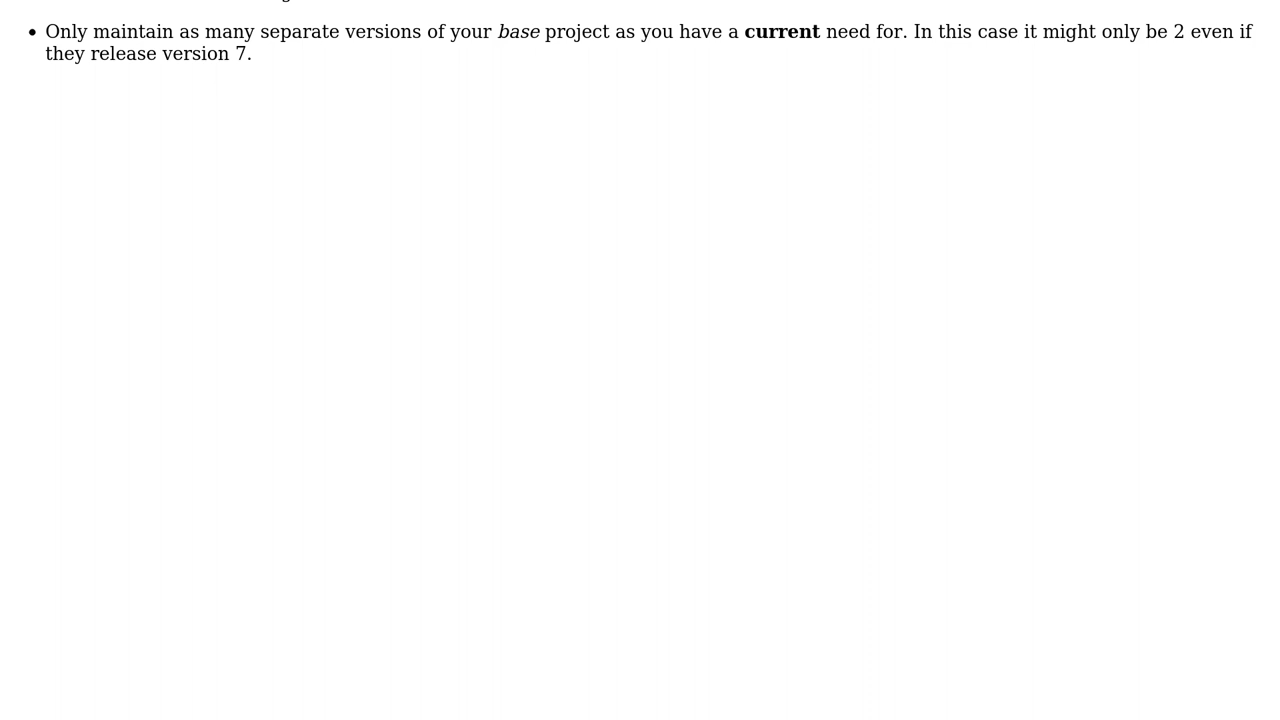 Only maintain as many separate versions of your base project as you have a current need for. In this case it might only be 2 even if
they release version 7.